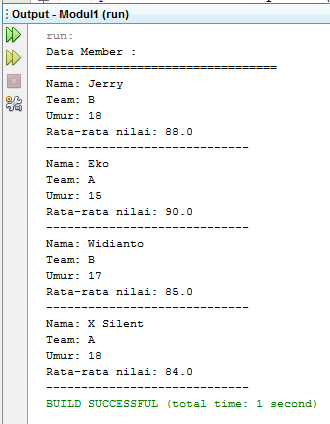 Output - Modul1 (run)
run:
Data Member :
=================================
Nama: Jerry
Team: B
Umur: 18
Rata-rata nilai: 88.0
-----------------------------
Nama: Eko
Team: A
Umur: 15
Rata-rata nilai: 90.0
-----------------------------
Nama: Widianto
Team: B
Umur: 17
Rata-rata nilai: 85.0
-----------------------------
Nama: X Silent
Team: A
Umur: 18
Rata-rata nilai: 84.0
-----------------------------
BUILD SUCCESSFUL (total time: 1 second)